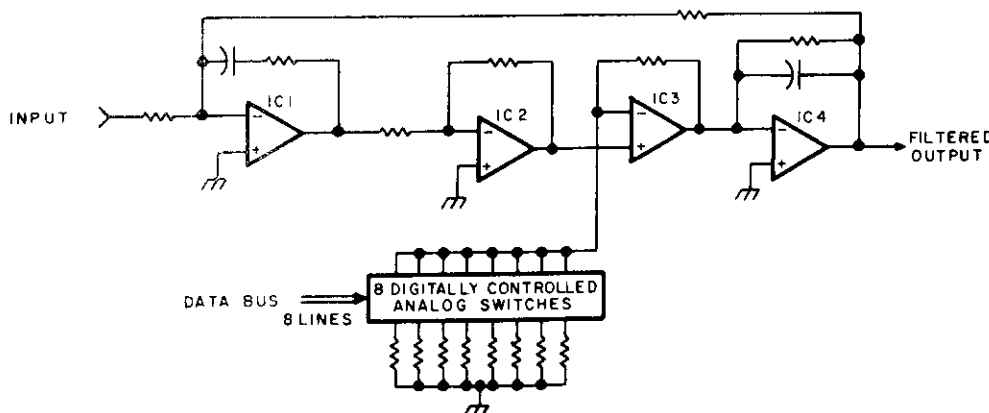 INPUT
IC1
-
+
IC2
-
+
IC3
-
+
IC4
-
+
FILTERED
OUTPUT
8 DIGITALLY CONTROLLED
ANALOG SWITCHES
DATA BUS
8 LINES